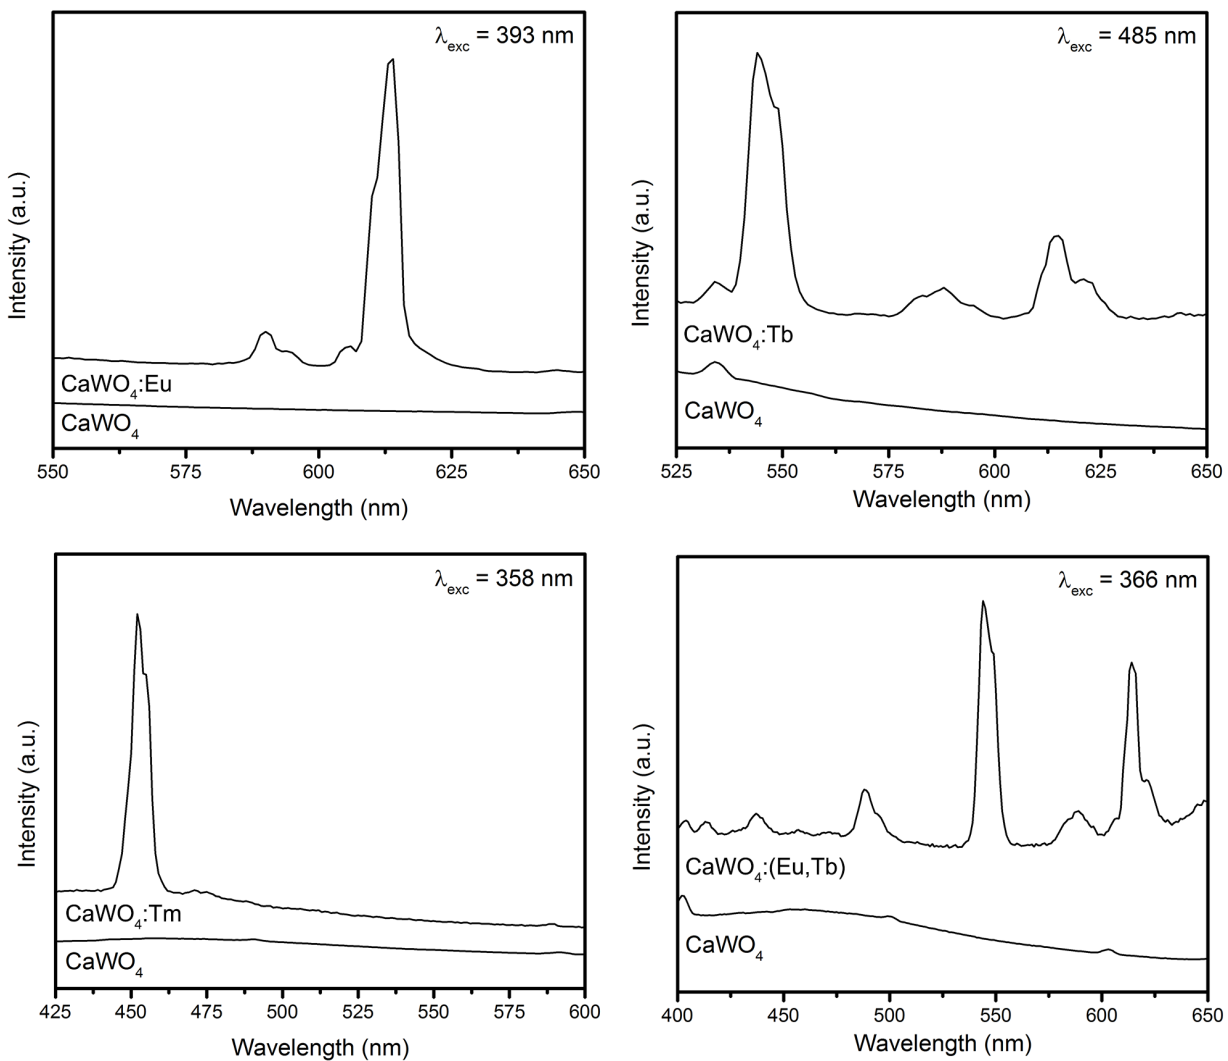 λexc = 393 nm
Intensity (a.u.)
CaWO4:Eu
CaWO4
550 575 600 625 650
Wavelength (nm)
λexc = 485 nm
Intensity (a.u.)
CaWO4:Tb
CaWO4
525 550 575 600 625 650
Wavelength (nm)
λexc = 358 nm
Intensity (a.u.)
CaWO4:Tm
CaWO4
425 450 475 500 525 550 575 600
Wavelength (nm)
λexc = 366 nm
Intensity (a.u.)
CaWO4:(Eu,Tb)
CaWO4
400 450 500 550 600 650
Wavelength (nm)